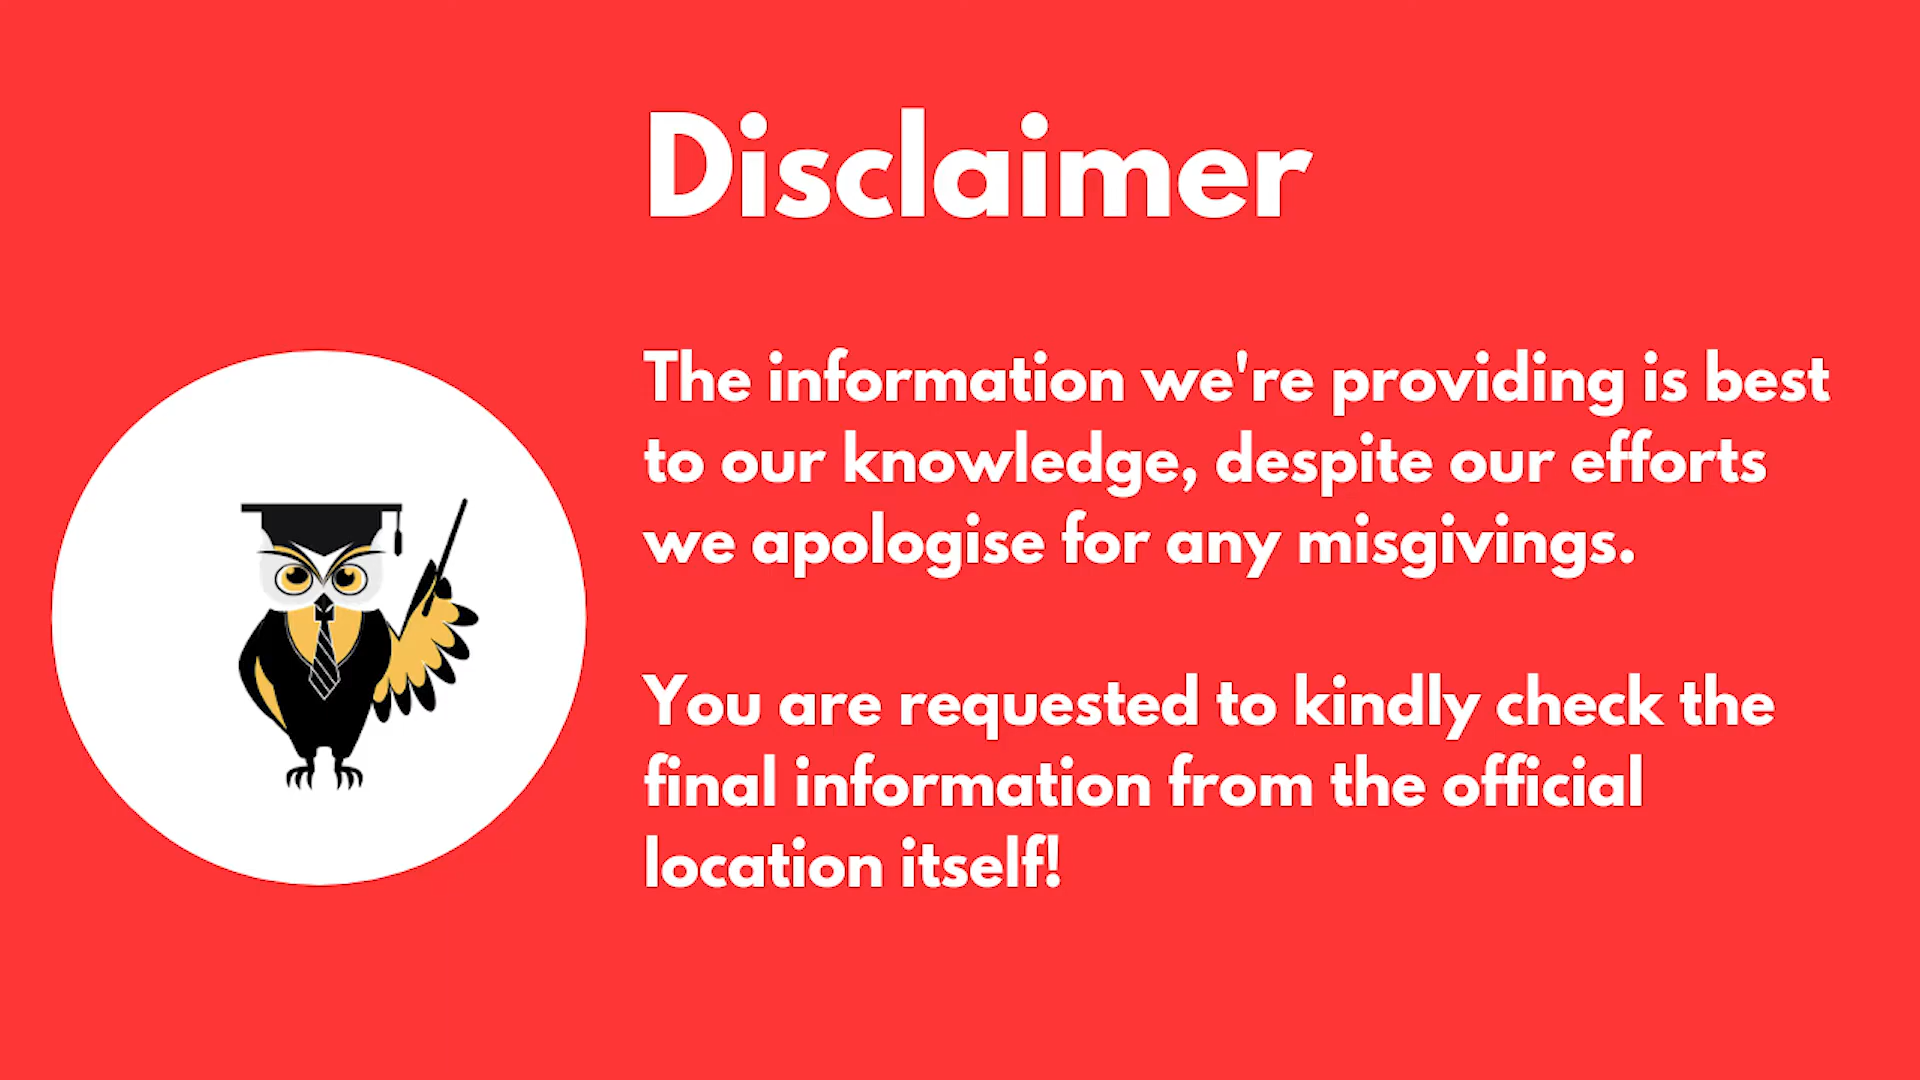 Disclaimer
The information we're providing is best
to our knowledge, despite our efforts
we apologise for any misgivings.
You are requested to kindly check the
final information from the official
location itself!